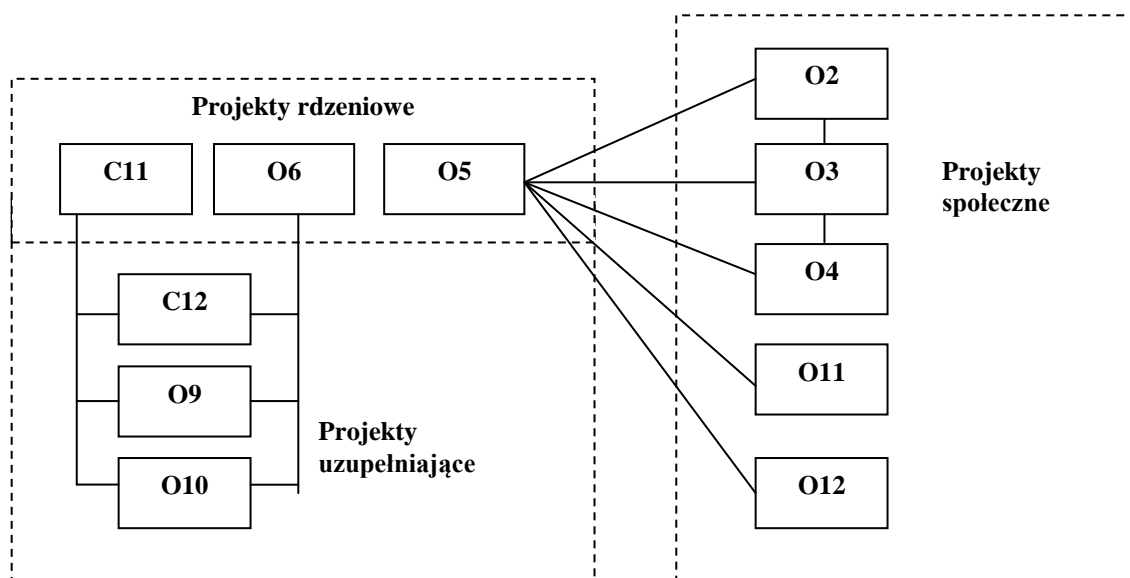 Projekty rdzeniowe
C11
O6
O5
C12
O9
O10
Projekty
uzupełniające
O2
O3
O4
O11
O12
Projekty
społeczne